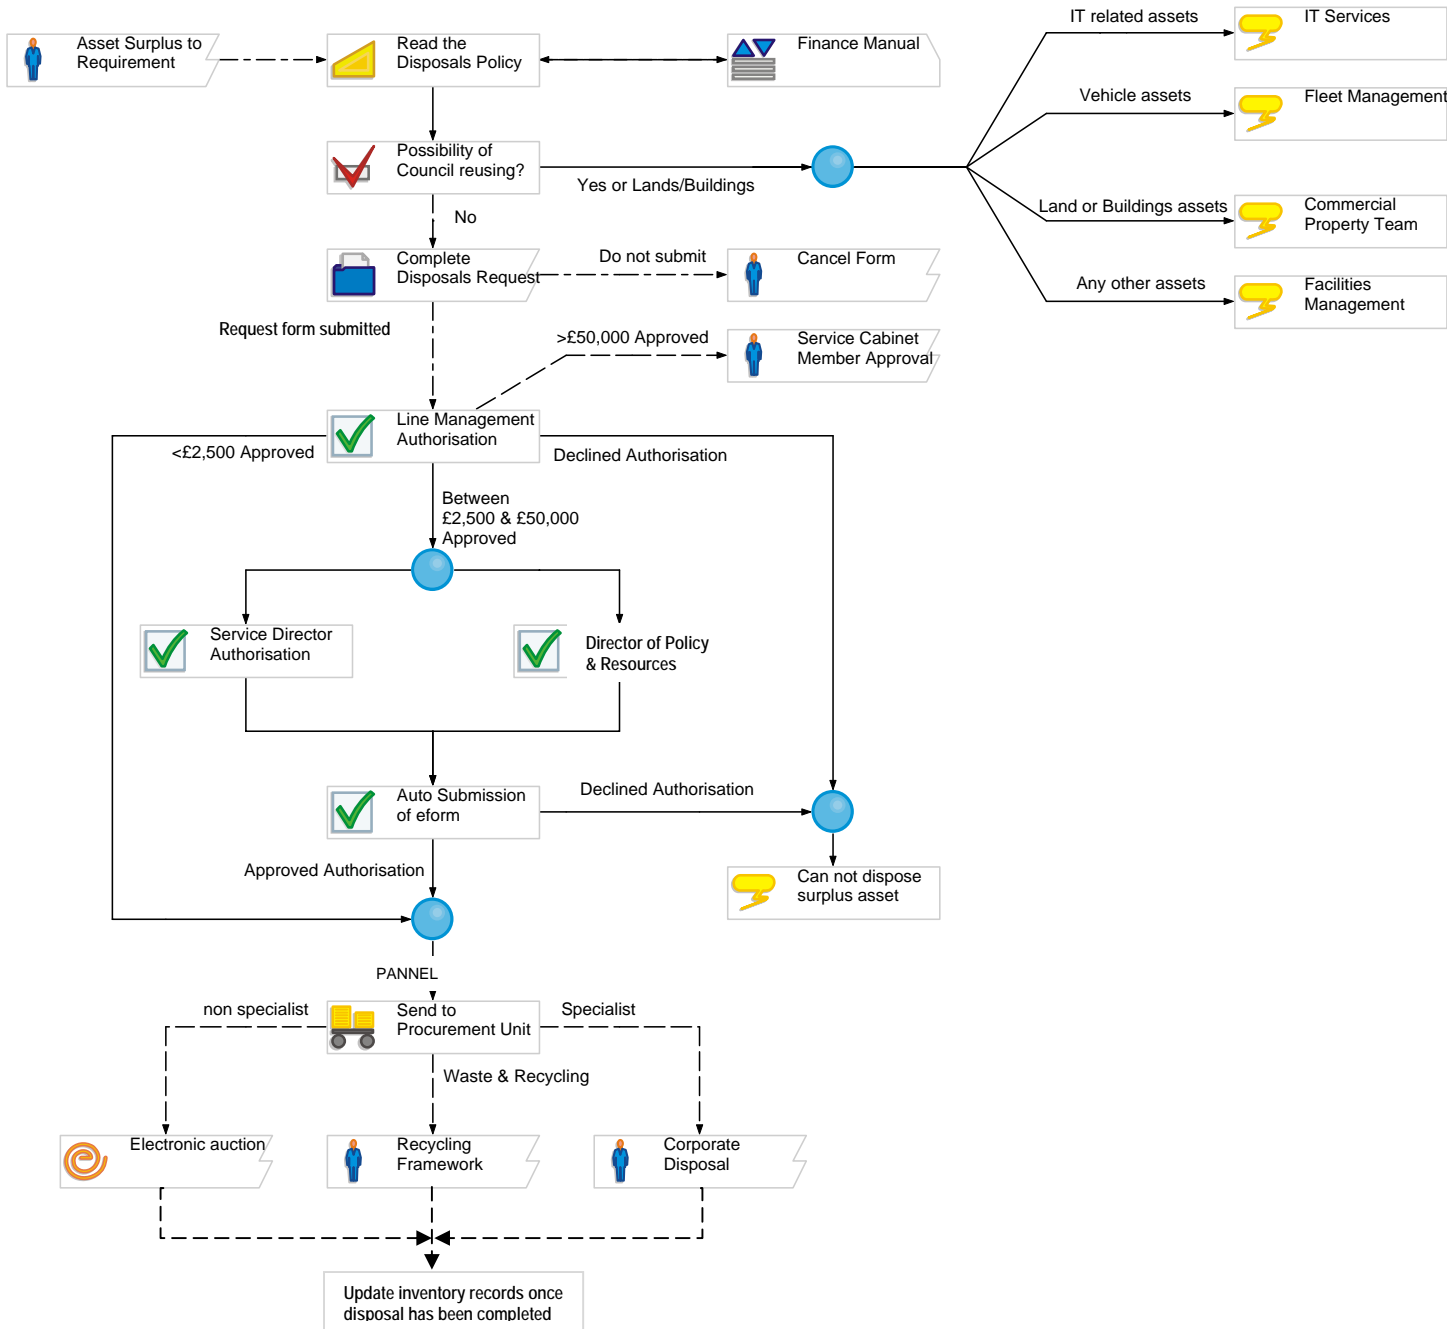 IT related assets
IT Services
Asset Surplus to
Requirement
Read the
Disposals Policy
Finance Manual
Vehicle assets
Fleet Management
Possibility of
Council reusing?
Yes or Lands/Buildings
Land or Buildings assets
Commercial
Property Team
No
Complete
Disposals Request
Do not submit
Cancel Form
Any other assets
Facilities
Management
Request form submitted
>£50,000 Approved
Service Cabinet
Member Approval
Line Management
Authorisation
<£2,500 Approved
Declined Authorisation
Between
£2,500 & £50,000
Approved
Service Director
Authorisation
Director of Policy
& Resources
Auto Submission
of eform
Declined Authorisation
Approved Authorisation
Can not dispose
surplus asset
PANNEL
non specialist
Send to
Procurement Unit
Specialist
Waste & Recycling
Electronic auction
Recycling
Framework
Corporate
Disposal
Update inventory records once
disposal has been completed